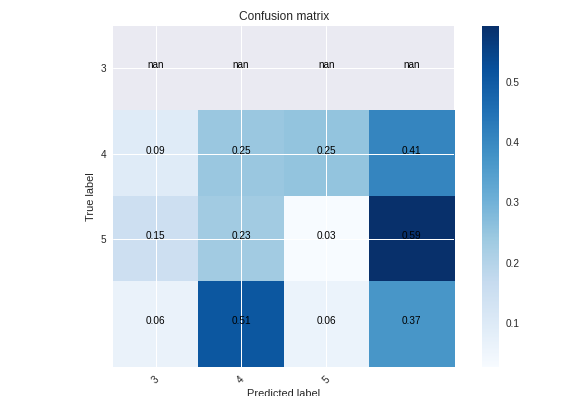 Confusion matrix
3 nan nan nan nan
0.5
4 0.09 0.25 0.25 0.41
0.4
0.3
True label
5 0.15 0.23 0.03 0.59
0.2
0.06 0.51 0.06 0.37
0.1
3 4 5
Predicted label